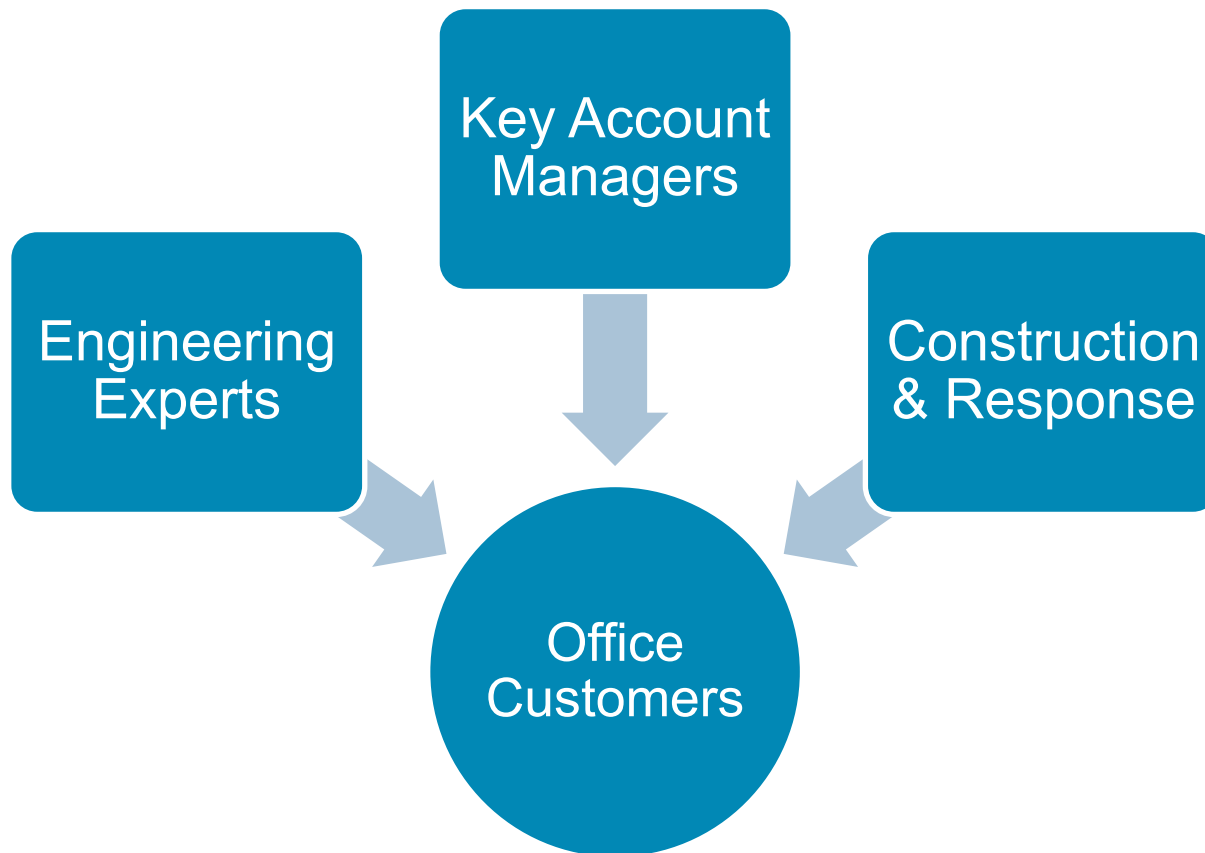 Key Account
Managers
Engineering
Experts
Construction
& Response
Office
Customers